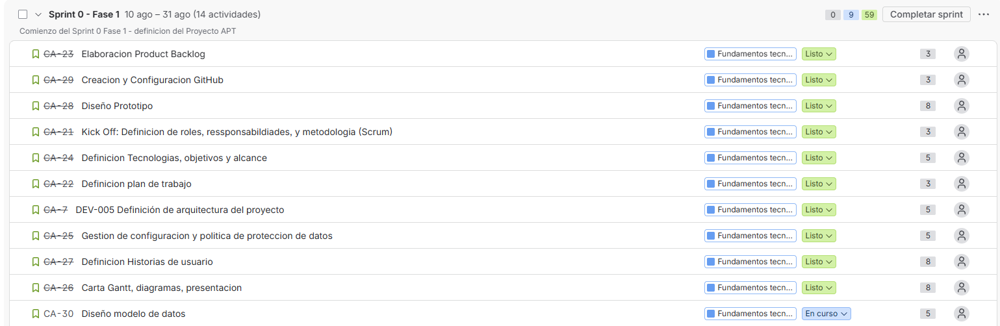 Sprint 0 - Fase 1 10 ago – 31 ago (14 actividades) 0 9 59 Completar sprint
Comienzo del Sprint 0 Fase 1 - definicion del Proyecto APT
CA-23 Elaboracion Product Backlog Fundamentos tecn... Listo 3
CA-29 Creacion y Configuracion GitHub Fundamentos tecn... Listo 3
CA-28 Diseño Prototipo Fundamentos tecn... Listo 8
CA-21 Kick Off: Definicion de roles, ressponsabildiades, y metodologia (Scrum) Fundamentos tecn... Listo 3
CA-24 Definicion Tecnologias, objetivos y alcance Fundamentos tecn... Listo 5
CA-22 Definicion plan de trabajo Fundamentos tecn... Listo 3
CA-7 DEV-005 Definición de arquitectura del proyecto Fundamentos tecn... Listo 5
CA-25 Gestion de configuracion y politica de proteccion de datos Fundamentos tecn... Listo 5
CA-27 Definicion Historias de usuario Fundamentos tecn... Listo 8
CA-26 Carta Gantt, diagramas, presentacion Fundamentos tecn... Listo 8
CA-30 Diseño modelo de datos Fundamentos tecn... En curso 5